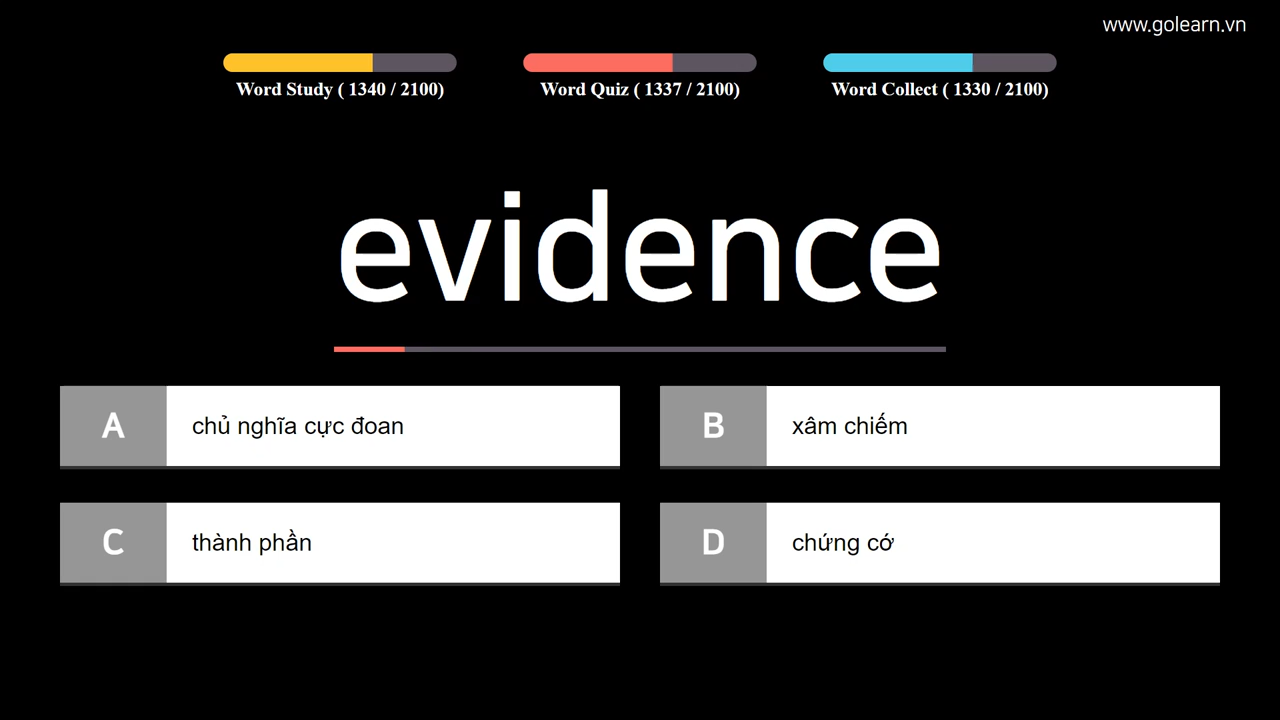 www.golearn.vn
Word Study ( 1340 / 2100)
Word Quiz ( 1337 / 2100)
Word Collect ( 1330 / 2100)
evidence
A chủ nghĩa cực đoan
B xâm chiếm
C thành phần
D chứng cớ